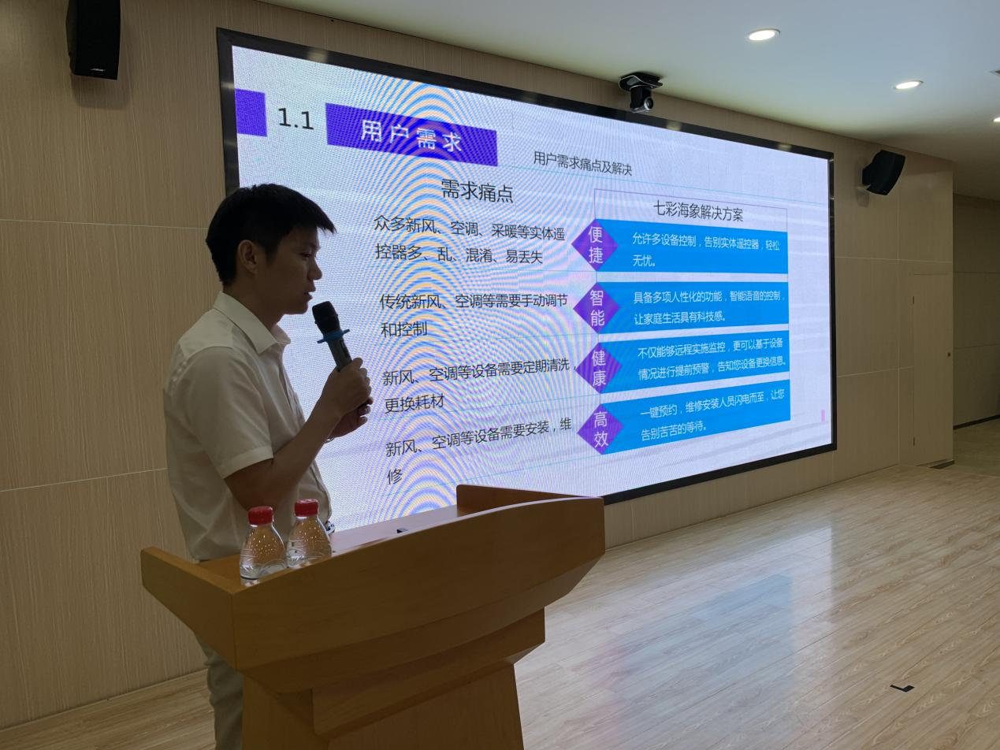 1.1
用户需求
用户需求痛点及解决
需求痛点
众多新风、空调、采暖等实体遥
控器多、乱、混淆、易丢失
传统新风、空调等需要手动调节
和控制
新风、空调等设备需要定期清洗，
更换耗材
新风、空调等设备需要安装，维
修
七彩海象解决方案
便
捷
允许多设备控制，告别实体遥控器，轻松
无忧。
智
能
具备多项人性化的功能，智能语音的控制，
让家庭生活具有科技感。
健
康
不仅能够远程实施监控，更可以基于设备
情况进行提前预警，告知您设备更换信息。
高
效
一键预约，维修安装人员闪电而至，让您
告别苦苦的等待。
BOSE